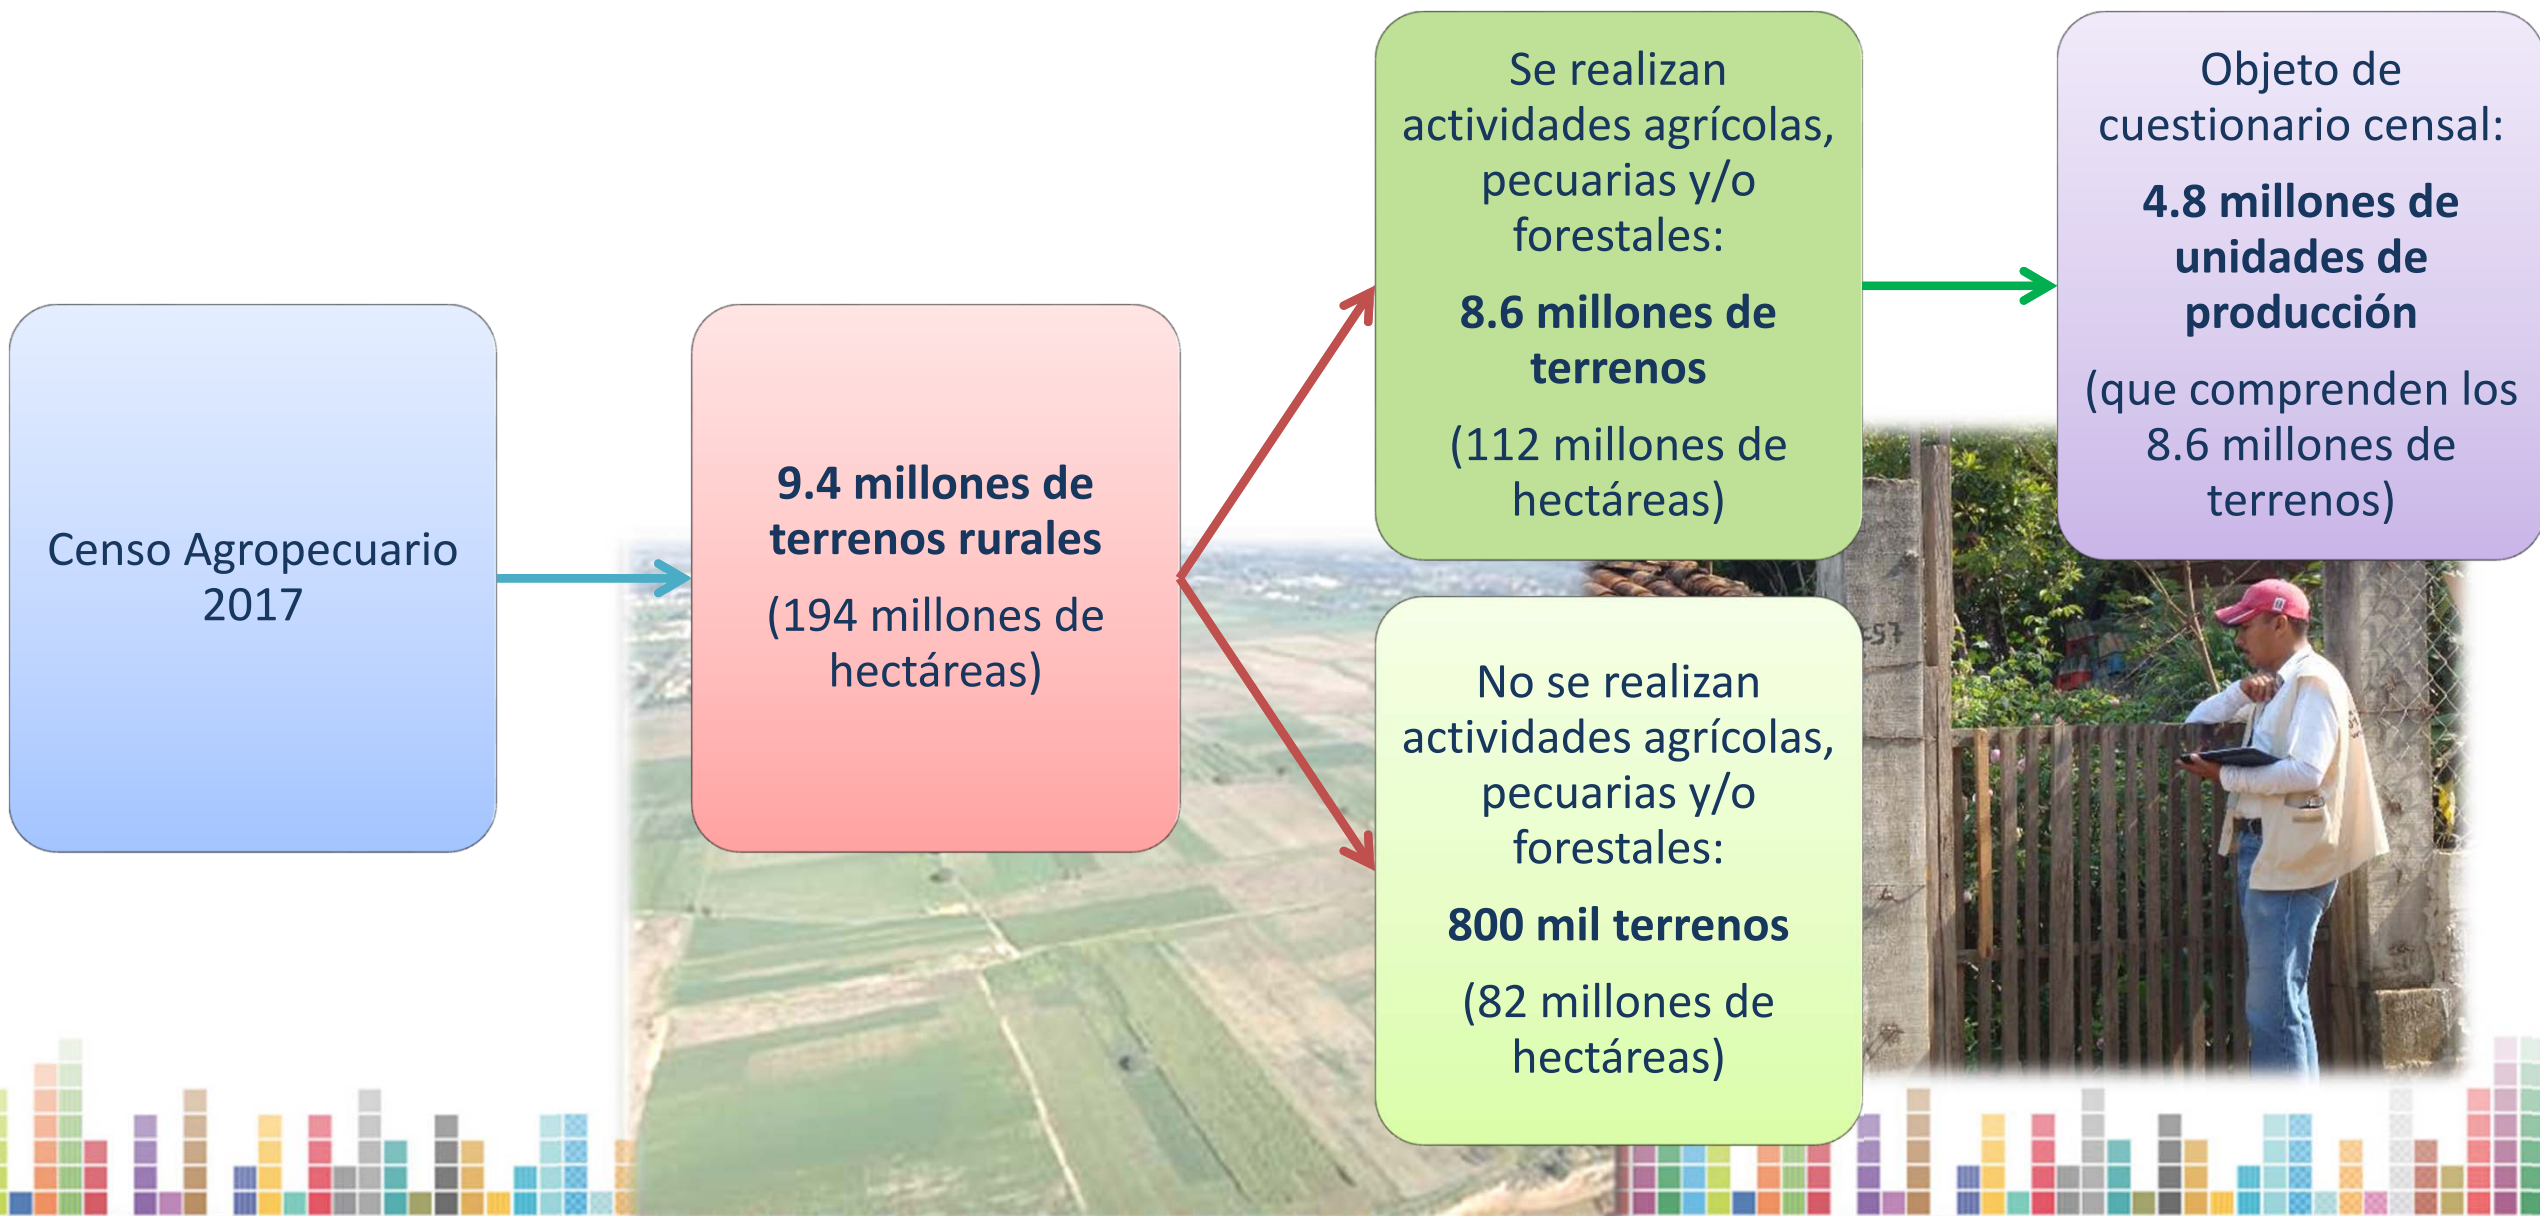 Censo Agropecuario
2017
9.4 millones de
terrenos rurales
(194 millones de
hectáreas)
Se realizan
actividades agrícolas,
pecuarias y/o
forestales:
8.6 millones de
terrenos
(112 millones de
hectáreas)
No se realizan
actividades agrícolas,
pecuarias y/o
forestales:
800 mil terrenos
(82 millones de
hectáreas)
Objeto de
cuestionario censal:
4.8 millones de
unidades de
producción
(que comprenden los
8.6 millones de
terrenos)